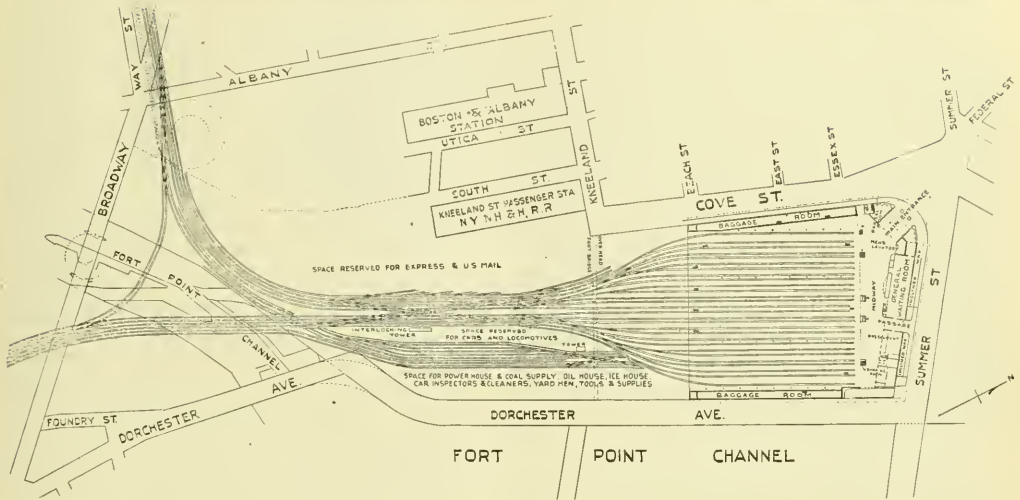 WAY ST
ALBANY
BROADWAY
BOSTON & ALBANY
STATION
UTICA ST
SOUTH ST.
KNEELAND ST PASSENGER STA
N.Y. N.H & H. R.R
KNEELAND ST
BEACH ST
EAST ST
ESSEX ST
SUMMER ST
FEDERAL ST
COVE ST.
BAGGAGE ROOM
MAIN ENTRANCE
GENERAL
WAITING ROOM
MIDWAY
PASSAGE
SUMMER ST
N
FORT POINT CHANNEL
SPACE RESERVED FOR EXPRESS & U S MAIL
INTERLOCKING
TOWER
SPACE RESERVED
FOR CARS AND LOCOMOTIVES
TOWER
SPACE FOR POWER HOUSE & COAL SUPPLY, OIL HOUSE, ICE HOUSE
CAR INSPECTORS & CLEANERS, YARD MEN, TOOLS & SUPPLIES
BAGGAGE ROOM
FOUNDRY ST.
DORCHESTER AVE.
DORCHESTER AVE.
FORT POINT CHANNEL